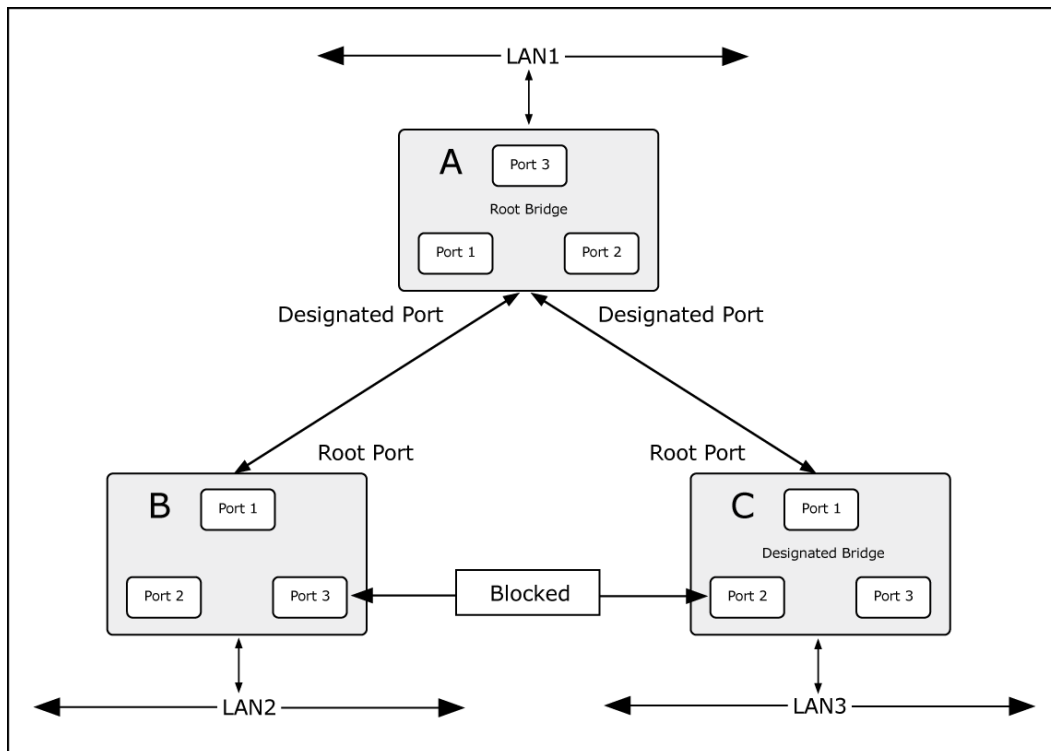 LAN1
A
Port 3
Root Bridge
Port 1
Port 2
Designated Port
Designated Port
Root Port
Root Port
B
Port 1
Port 2
Port 3
Blocked
C
Port 1
Designated Bridge
Port 2
Port 3
LAN2
LAN3